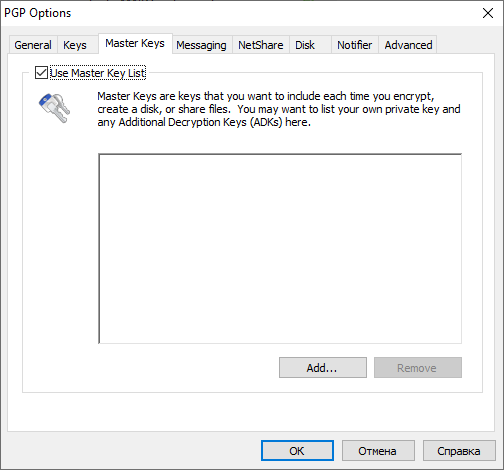 PGP Options
General Keys Master Keys Messaging NetShare Disk Notifier Advanced
Use Master Key List
Master Keys are keys that you want to include each time you encrypt,
create a disk, or share files. You may want to list your own private key and
any Additional Decryption Keys (ADKs) here.
Add... Remove
OK Отмена Справка